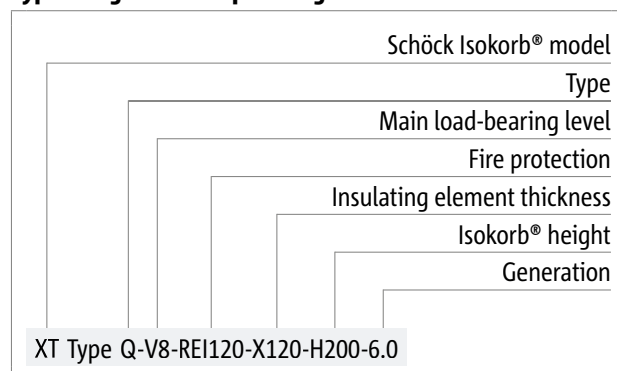 Schöck Isokorb® model
Type
Main load-bearing level
Fire protection
Insulating element thickness
Isokorb® height
Generation
XT Type Q-V8-REI120-X120-H200-6.0